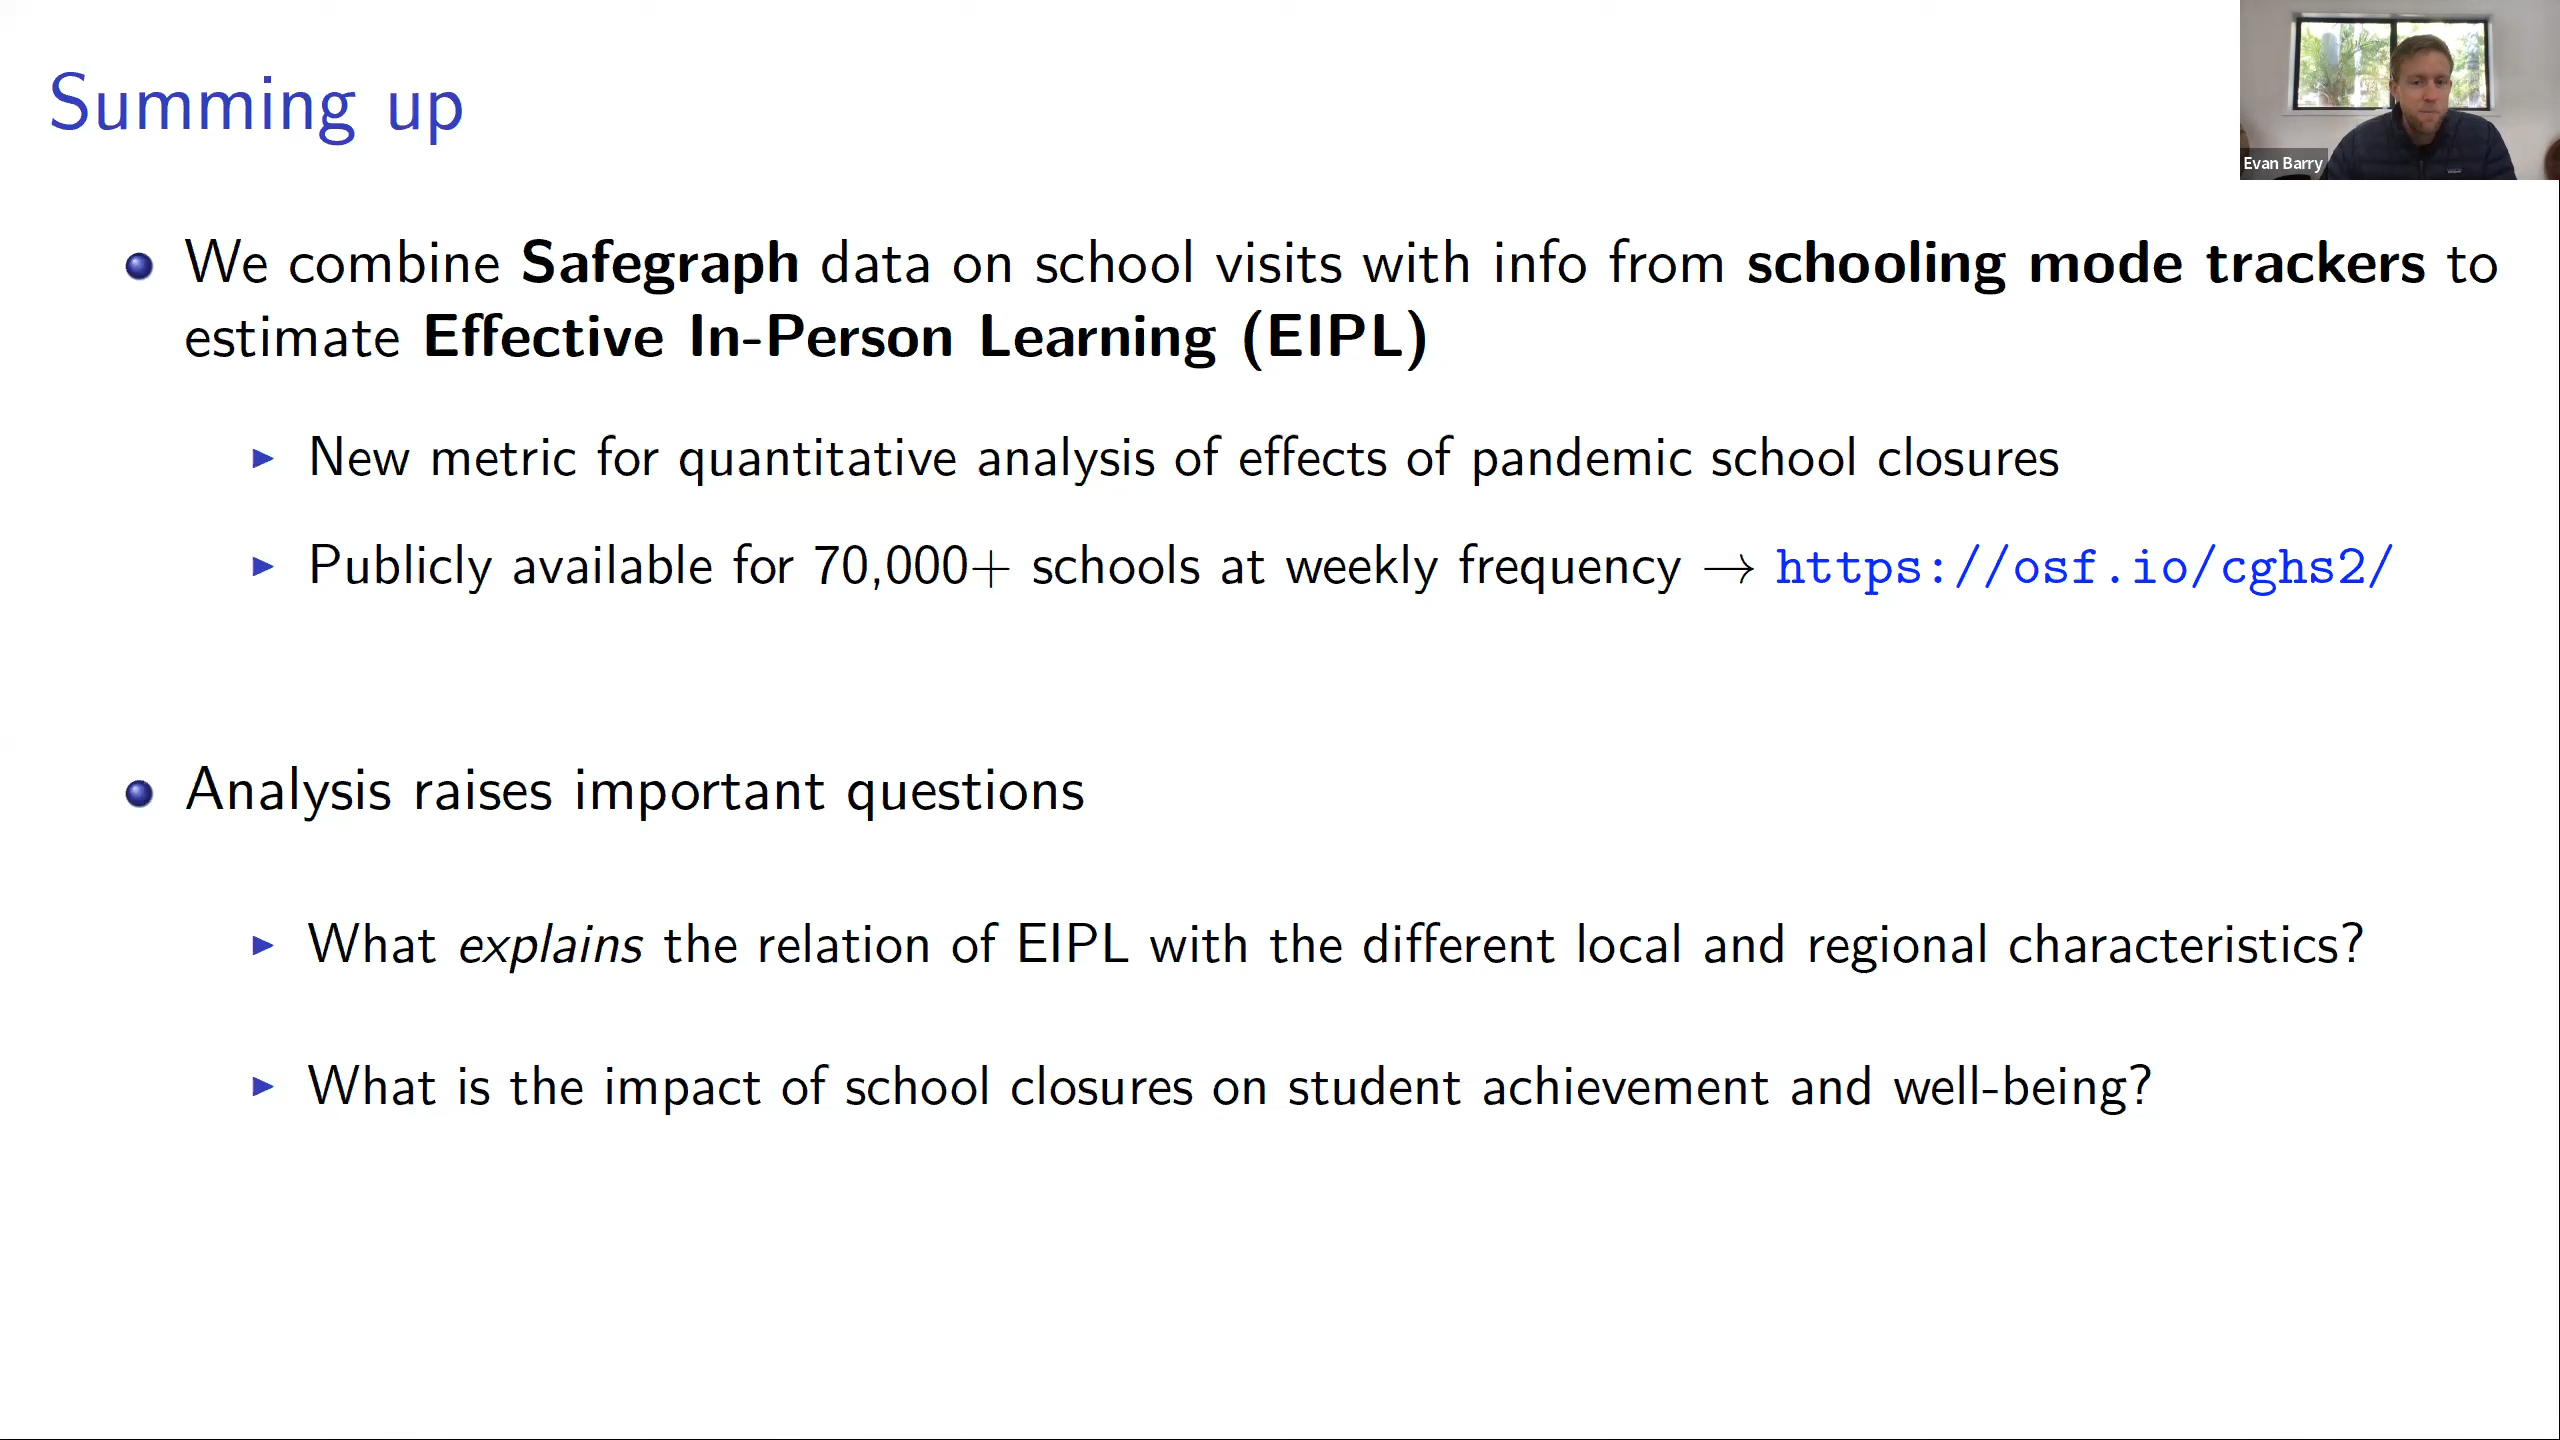 Summing up
Evan Barry
We combine Safegraph data on school visits with info from schooling mode trackers to
estimate Effective In-Person Learning (EIPL)
New metric for quantitative analysis of effects of pandemic school closures
Publicly available for 70,000+ schools at weekly frequency → https://osf.io/cghs2/
Analysis raises important questions
What explains the relation of EIPL with the different local and regional characteristics?
What is the impact of school closures on student achievement and well-being?